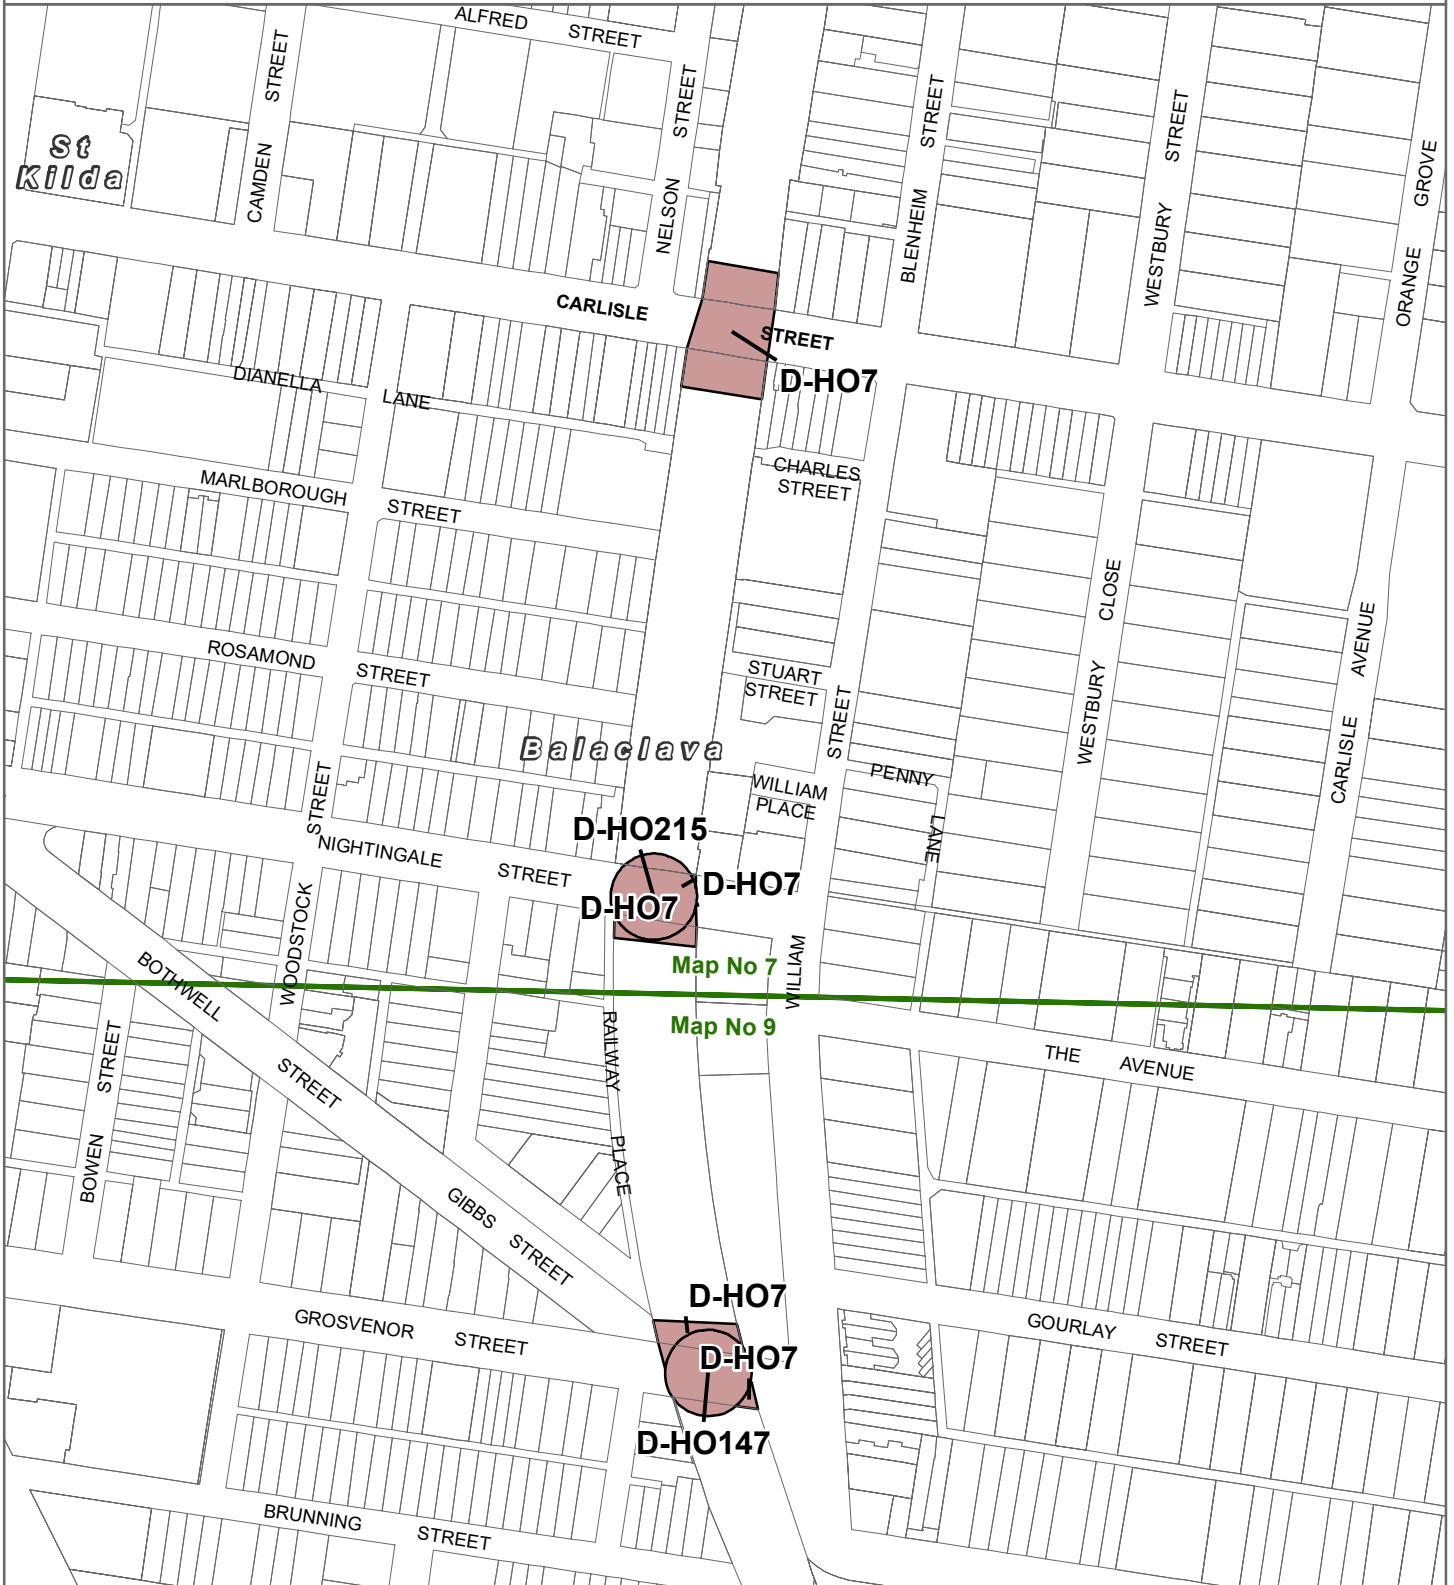 ALFRED STREET
STREET
STREET
STREET
STREET
St
Kilda
CAMDEN
NELSON
BLENHEIM
WESTBURY
GROVE
ORANGE
CARLISLE STREET
D-HO7
DIANELLA LANE
CHARLES
STREET
MARLBOROUGH STREET
CLOSE
WESTBURY
AVENUE
CARLISLE
ROSAMOND STREET
STUART
STREET
STREET
Balaclava
PENNY
LANE
WILLIAM
PLACE
STREET
D-HO215
NIGHTINGALE STREET
D-HO7
D-HO7
WOODSTOCK
WILLIAM
BOTHWELL
STREET
Map No 7
Map No 9
RAILWAY
PLACE
THE AVENUE
STREET
BOWEN
GIBBS
STREET
D-HO7
GROSVENOR STREET
D-HO7
GOURLAY STREET
D-HO147
BRUNNING STREET